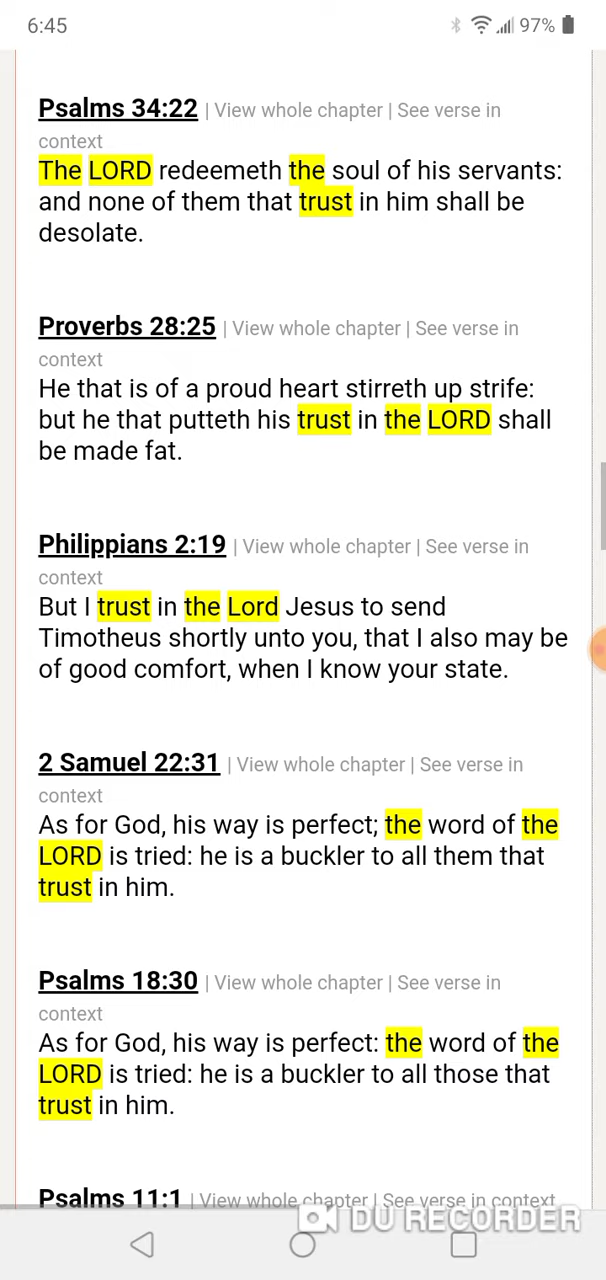 6:45
97%
Psalms 34:22 | View whole chapter | See verse in
context
The LORD redeemeth the soul of his servants:
and none of them that trust in him shall be
desolate.
Proverbs 28:25 | View whole chapter | See verse in
context
He that is of a proud heart stirreth up strife:
but he that putteth his trust in the LORD shall
be made fat.
Philippians 2:19 | View whole chapter | See verse in
context
But I trust in the Lord Jesus to send
Timotheus shortly unto you, that I also may be
of good comfort, when I know your state.
2 Samuel 22:31 | View whole chapter | See verse in
context
As for God, his way is perfect; the word of the
LORD is tried: he is a buckler to all them that
trust in him.
Psalms 18:30 | View whole chapter | See verse in
context
As for God, his way is perfect: the word of the
LORD is tried: he is a buckler to all those that
trust in him.
Psalms 11:1 | View whole chapter | See verse in context
DU RECORDER